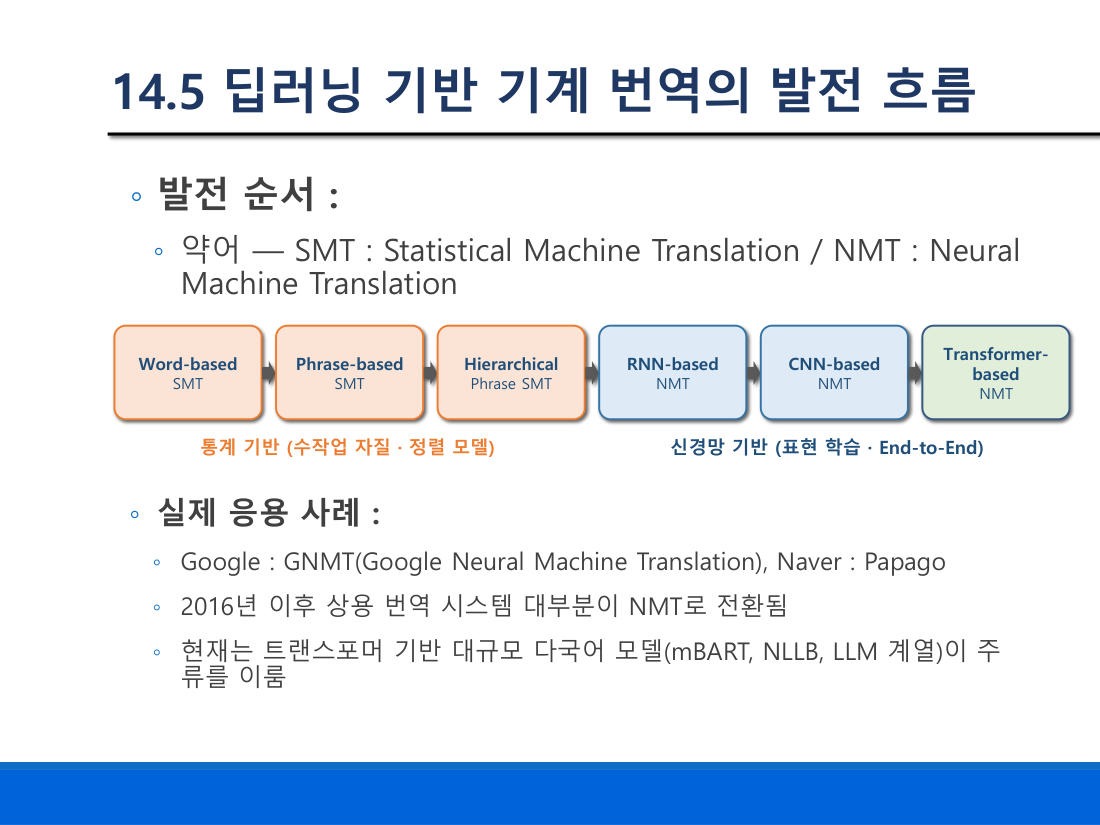 14.5 딥러닝 기반 기계 번역의 발전 흐름
◦ 발전 순서 :
◦ 약어 — SMT : Statistical Machine Translation / NMT : Neural
Machine Translation
Word-based
SMT
Phrase-based
SMT
Hierarchical
Phrase SMT
RNN-based
NMT
CNN-based
NMT
Transformer-
based
NMT
통계 기반 (수작업 자질 · 정렬 모델)
신경망 기반 (표현 학습 · End-to-End)
◦ 실제 응용 사례 :
◦ Google : GNMT(Google Neural Machine Translation), Naver : Papago
◦ 2016년 이후 상용 번역 시스템 대부분이 NMT로 전환됨
◦ 현재는 트랜스포머 기반 대규모 다국어 모델(mBART, NLLB, LLM 계열)이 주
류를 이룸